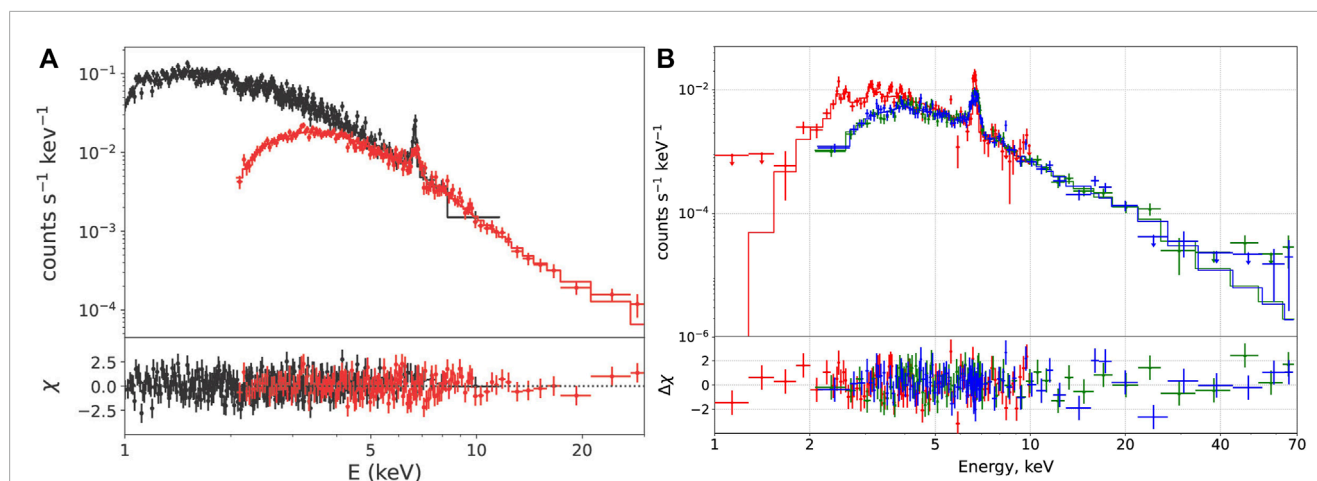 A
10⁻¹
10⁻²
10⁻³
10⁻⁴
counts s⁻¹ keV⁻¹
2.5
0.0
−2.5
χ
1 5 10 20
E (keV)
B
10⁻²
10⁻⁴
10⁻⁶
counts s⁻¹ keV⁻¹
2
0
−2
Δχ
1 2 5 10 20 40 70
Energy, keV